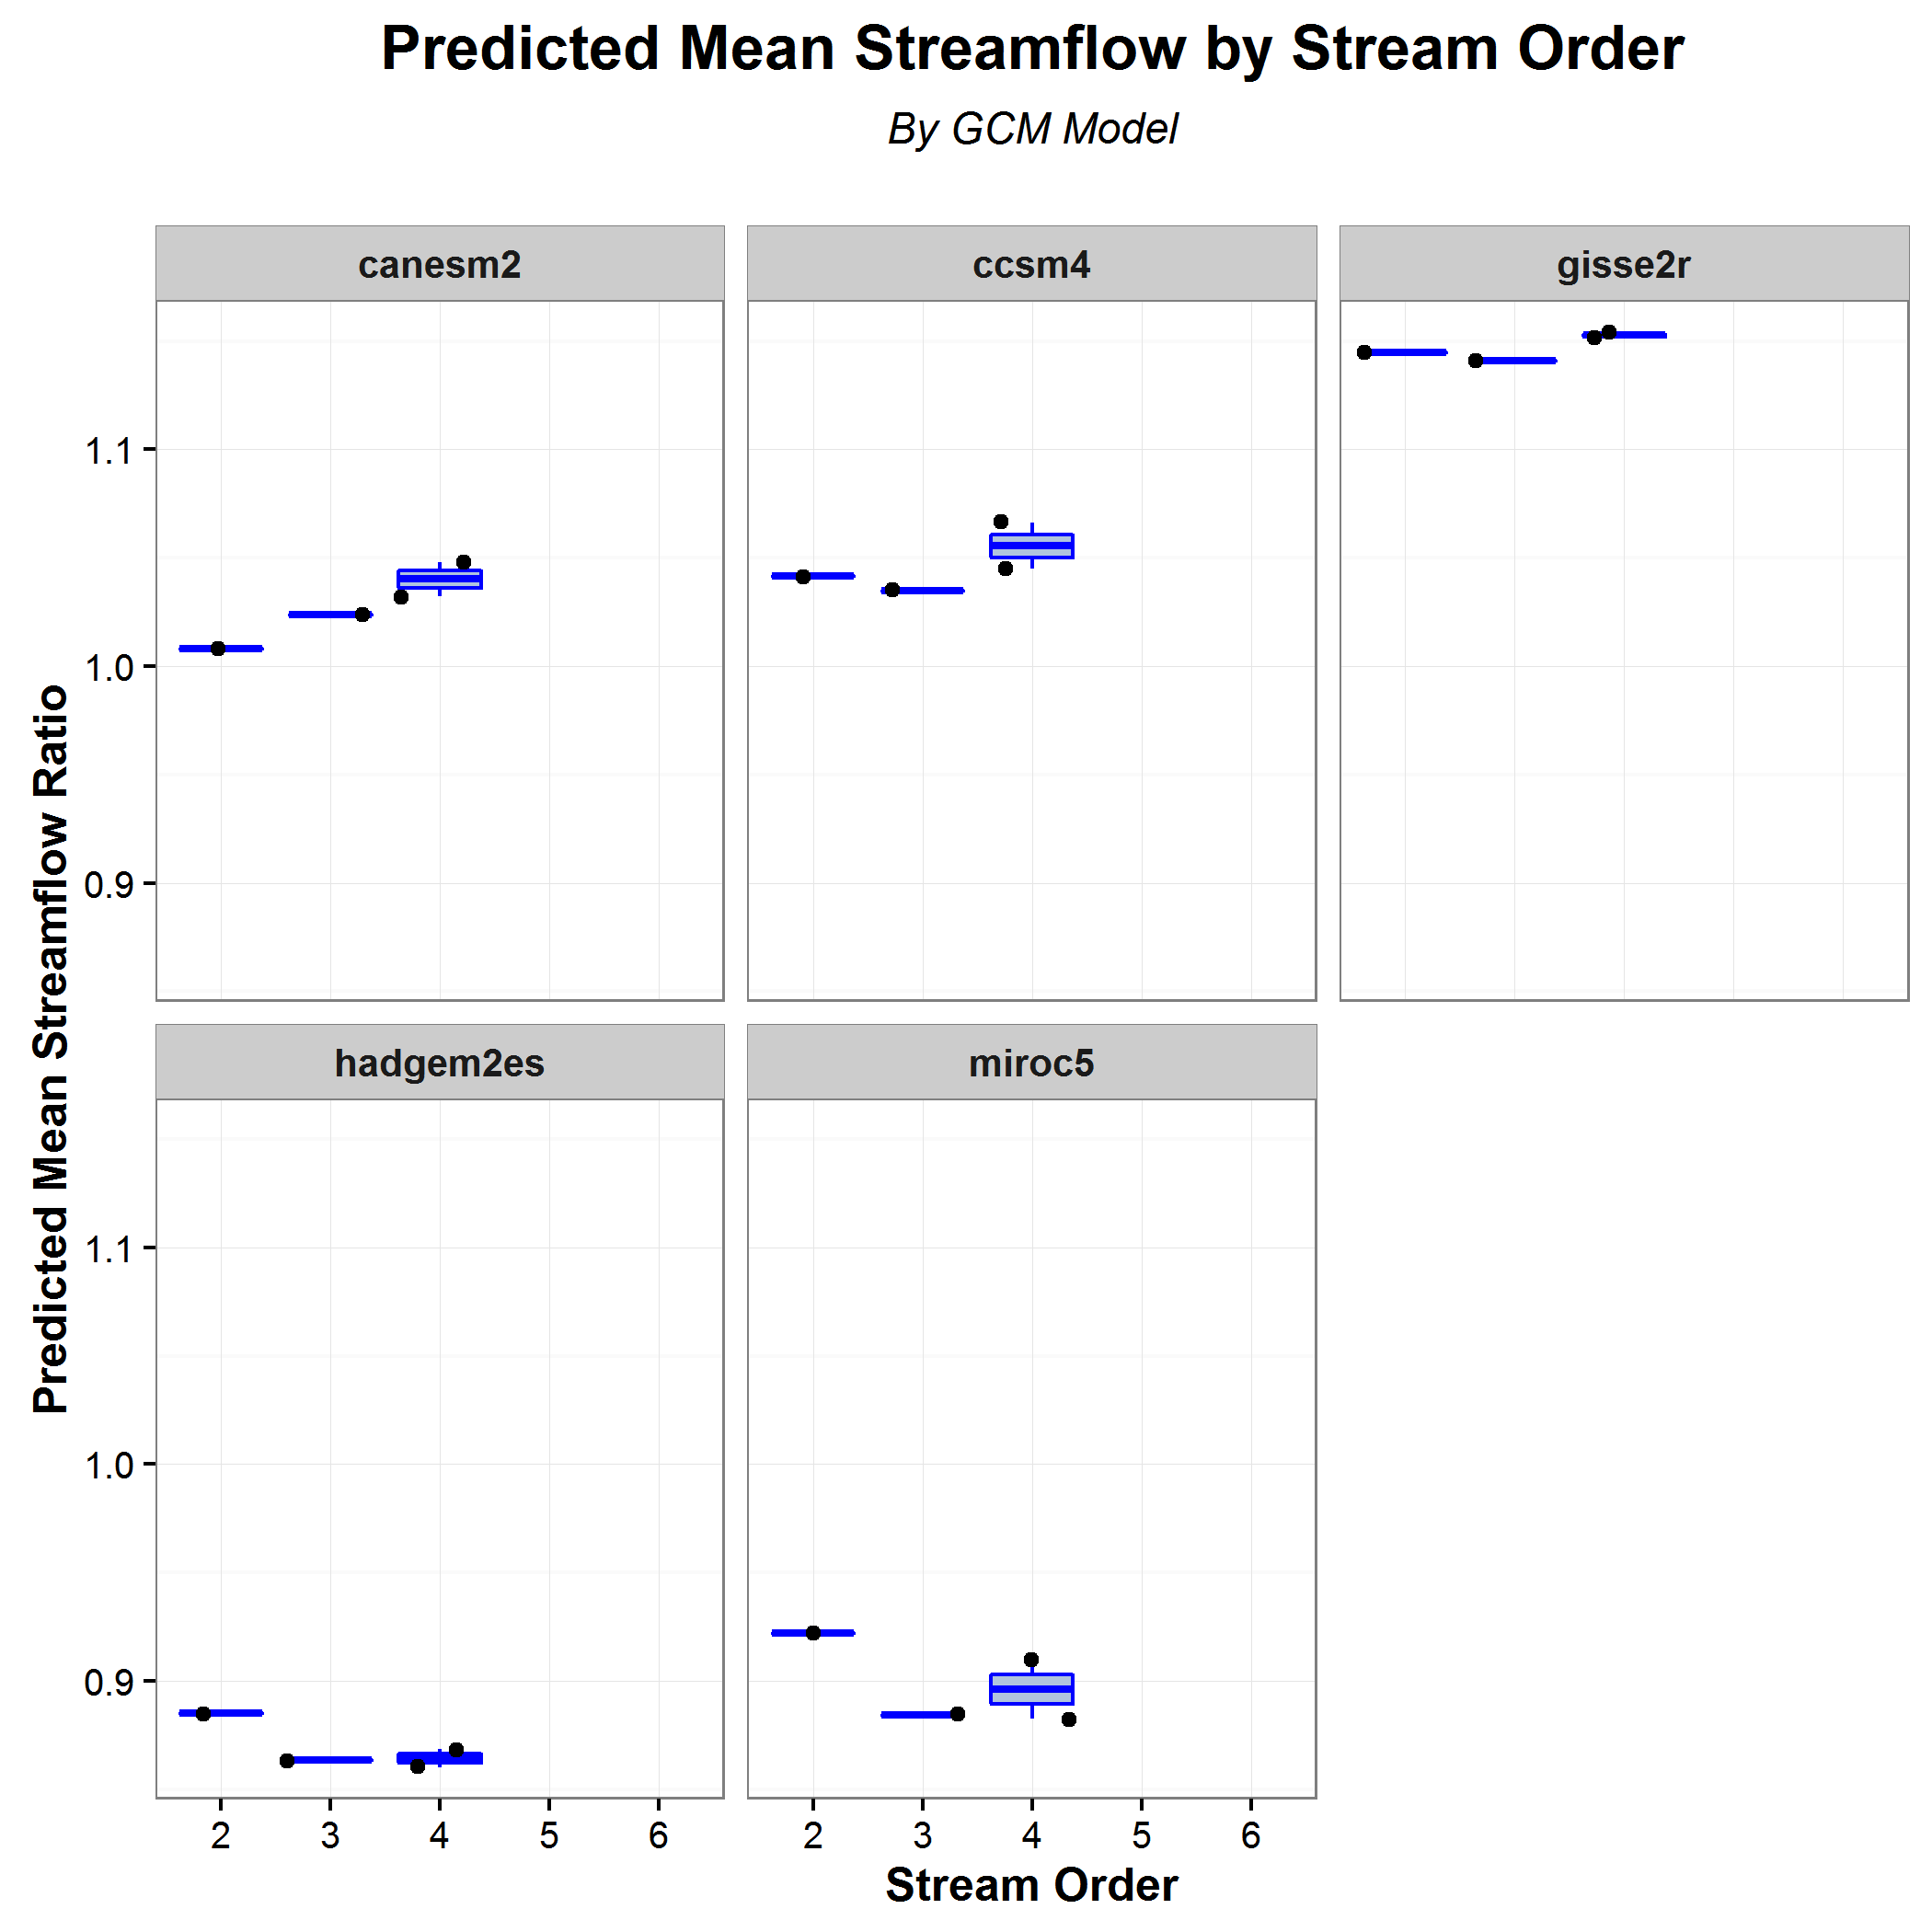 Predicted Mean Streamflow by Stream Order
By GCM Model
canesm2
ccsm4
gisse2r
1.1
1.0
0.9
Predicted Mean Streamflow Ratio
hadgem2es
miroc5
1.1
1.0
0.9
2 3 4 5 6
2 3 4 5 6
Stream Order